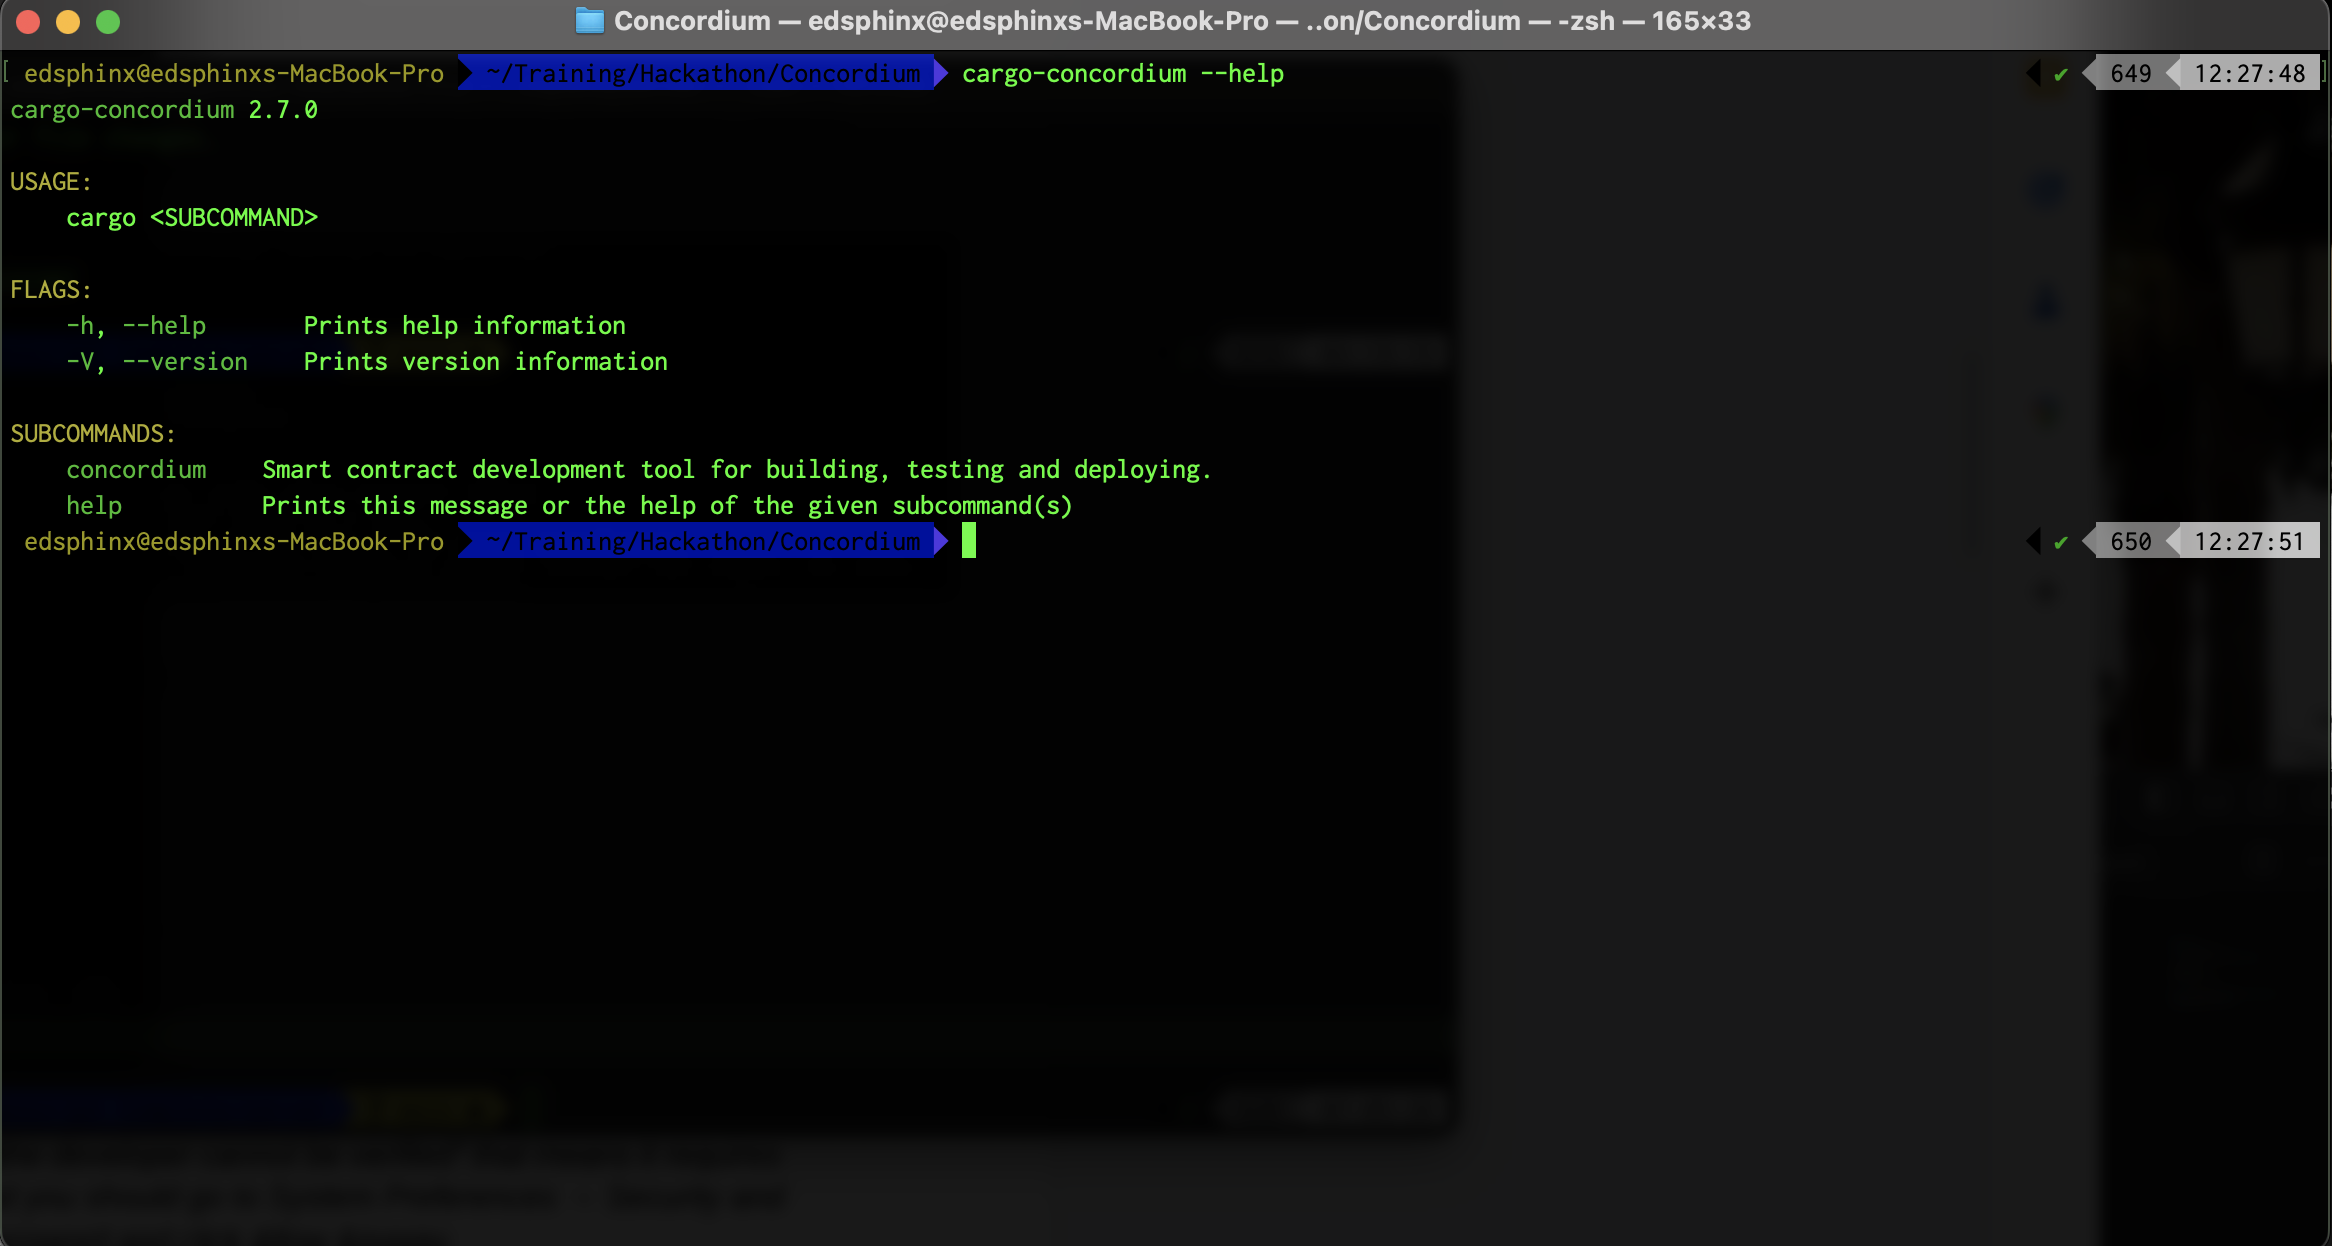 Concordium — edsphinx@edsphinxs-MacBook-Pro — ..on/Concordium — -zsh — 165×33
[ edsphinx@edsphinxs-MacBook-Pro ~/Training/Hackathon/Concordium cargo-concordium --help ✔ 649 12:27:48 ]
cargo-concordium 2.7.0
USAGE:
cargo <SUBCOMMAND>
FLAGS:
-h, --help Prints help information
-V, --version Prints version information
SUBCOMMANDS:
concordium Smart contract development tool for building, testing and deploying.
help Prints this message or the help of the given subcommand(s)
edsphinx@edsphinxs-MacBook-Pro ~/Training/Hackathon/Concordium ✔ 650 12:27:51